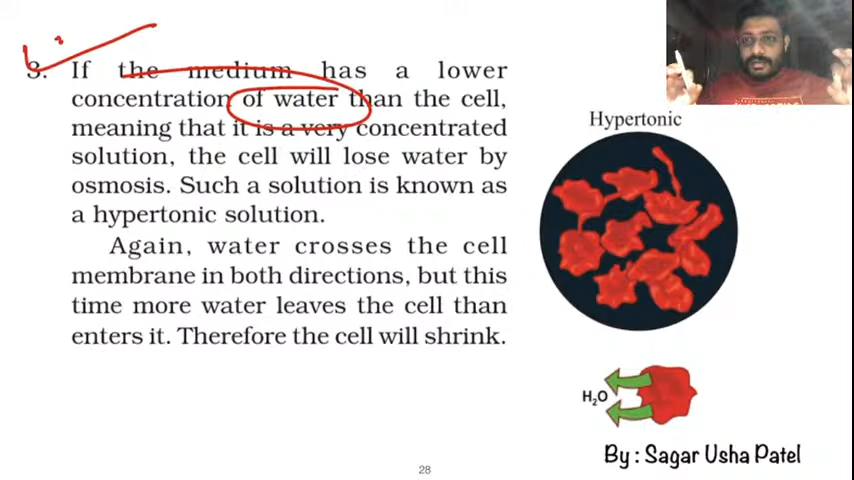 3. If the medium has a lower
concentration of water than the cell,
meaning that it is a very concentrated
solution, the cell will lose water by
osmosis. Such a solution is known as
a hypertonic solution.
Again, water crosses the cell
membrane in both directions, but this
time more water leaves the cell than
enters it. Therefore the cell will shrink.
Hypertonic
H₂O
By : Sagar Usha Patel
28